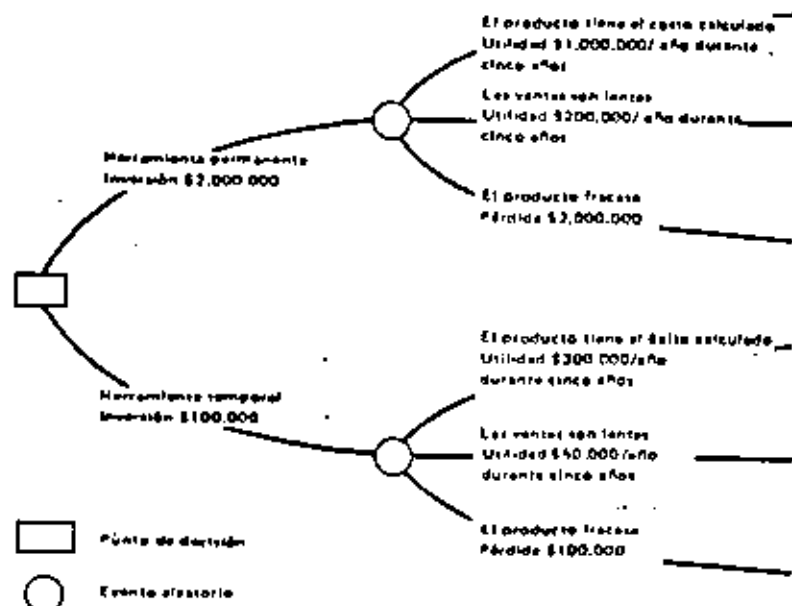 El producto tiene el costo calculado
Utilidad $1,000,000/ año durante
cinco años
Las ventas son lentas
Utilidad $200,000/ año durante
cinco años
Herramienta permanente
Inversión $2,000.000
El producto fracasa
Pérdida $2,000.000
El producto tiene el éxito calculado
Utilidad $300.000/año
durante cinco años
Herramienta temporal
Inversión $100.000
Las ventas son lentas
Utilidad $50.000/año
durante cinco años
El producto fracasa
Pérdida $100.000
Punto de decisión
Evento aleatorio